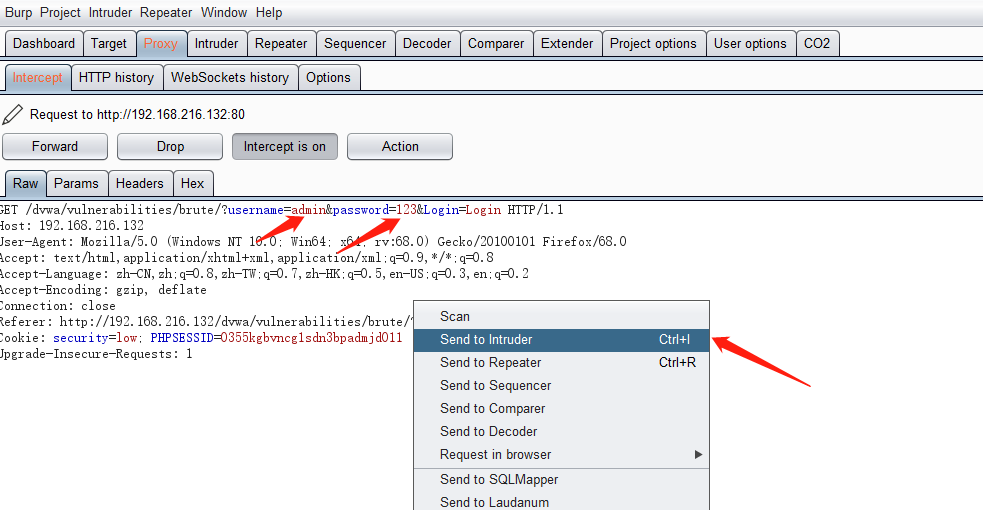 Burp Project Intruder Repeater Window Help
Dashboard Target Proxy Intruder Repeater Sequencer Decoder Comparer Extender Project options User options CO2
Intercept HTTP history WebSockets history Options
Request to http://192.168.216.132:80
Forward Drop Intercept is on Action
Raw Params Headers Hex
GET /dvwa/vulnerabilities/brute/?username=admin&password=123&Login=Login HTTP/1.1
Host: 192.168.216.132
User-Agent: Mozilla/5.0 (Windows NT 10.0; Win64; x64; rv:68.0) Gecko/20100101 Firefox/68.0
Accept: text/html,application/xhtml+xml,application/xml;q=0.9,*/*;q=0.8
Accept-Language: zh-CN,zh;q=0.8,zh-TW;q=0.7,zh-HK;q=0.5,en-US;q=0.3,en;q=0.2
Accept-Encoding: gzip, deflate
Connection: close
Referer: http://192.168.216.132/dvwa/vulnerabilities/brute/?
Cookie: security=low; PHPSESSID=0355kgbvncg1sdn3bpadmjd011
Upgrade-Insecure-Requests: 1
Scan
Send to Intruder Ctrl+I
Send to Repeater Ctrl+R
Send to Sequencer
Send to Comparer
Send to Decoder
Request in browser
Send to SQLMapper
Send to Laudanum